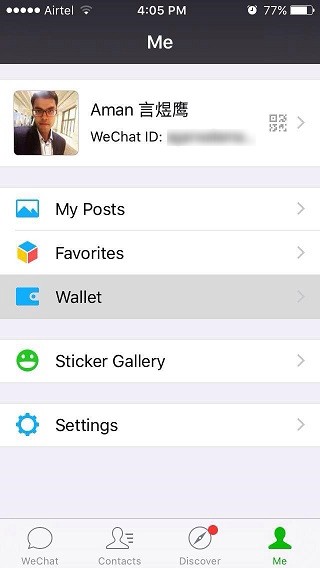 Airtel 4:05 PM 77%
Me
Aman 言煜鹰
WeChat ID:
My Posts
Favorites
Wallet
Sticker Gallery
Settings
WeChat Contacts Discover Me